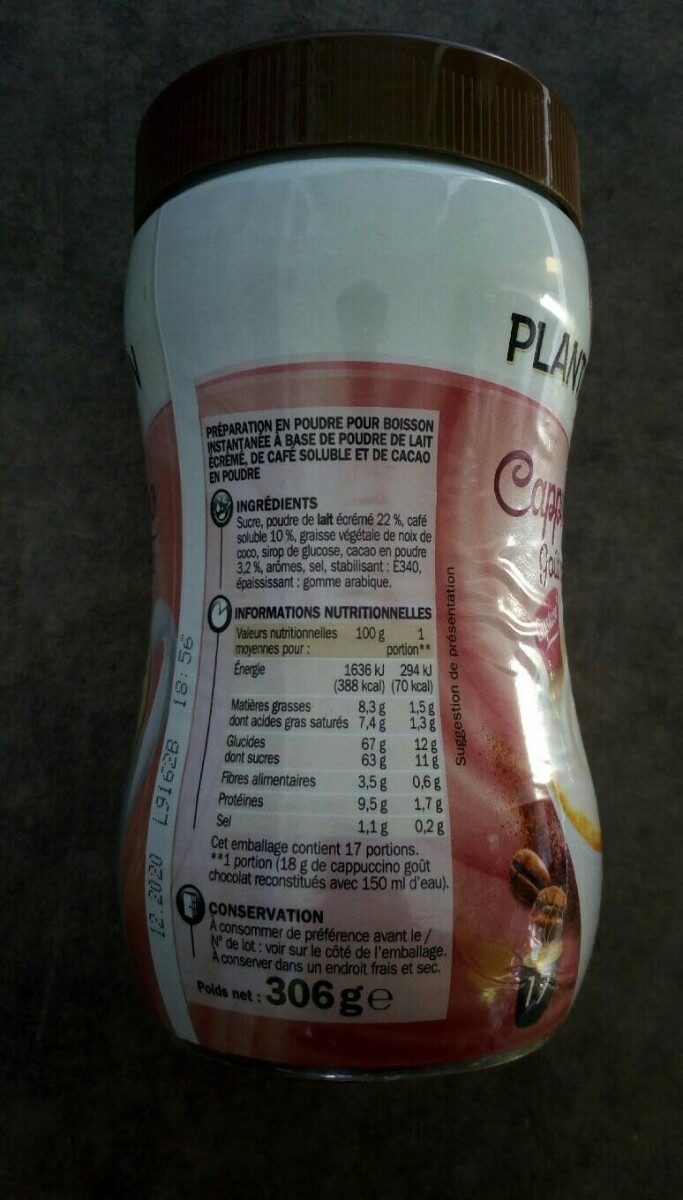 PLANT
Capp
PRÉPARATION EN POUDRE POUR BOISSON
INSTANTANÉE À BASE DE POUDRE DE LAIT
ÉCRÉMÉ, DE CAFÉ SOLUBLE ET DE CACAO
EN POUDRE
INGRÉDIENTS
Sucre, poudre de lait écrémé 22 %, café
soluble 10 %, graisse végétale de noix de
coco, sirop de glucose, cacao en poudre
3,2 %, arômes, sel, stabilisant : E340,
épaississant : gomme arabique.
INFORMATIONS NUTRITIONNELLES
Valeurs nutritionnelles 100 g 1
moyennes pour : portion**
Énergie 1636 kJ 294 kJ
(388 kcal) (70 kcal)
Matières grasses 8,3 g 1,5 g
dont acides gras saturés 7,4 g 1,3 g
Glucides 67 g 12 g
dont sucres 63 g 11 g
Fibres alimentaires 3,5 g 0,6 g
Protéines 9,5 g 1,7 g
Sel 1,1 g 0,2 g
Cet emballage contient 17 portions.
**1 portion (18 g de cappuccino goût
chocolat reconstitués avec 150 ml d'eau).
CONSERVATION
À consommer de préférence avant le /
N° de lot : voir sur le côté de l'emballage.
À conserver dans un endroit frais et sec.
Poids net : 306 g e
Suggestion de présentation
12.2020 L9162B 18:56